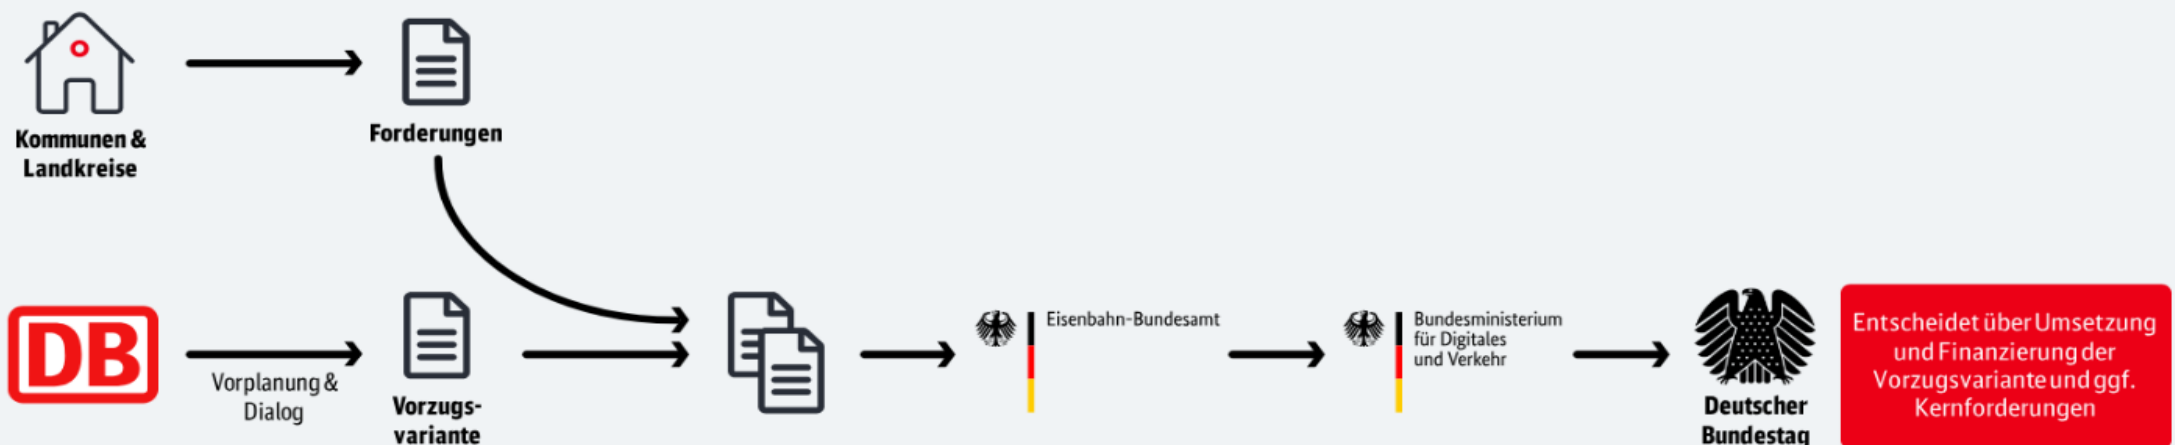 Kommunen &
Landkreise
Forderungen
DB
Vorplanung &
Dialog
Vorzugs-
variante
Eisenbahn-Bundesamt
Bundesministerium
für Digitales
und Verkehr
Deutscher
Bundestag
Entscheidet über Umsetzung
und Finanzierung der
Vorzugsvariante und ggf.
Kernforderungen